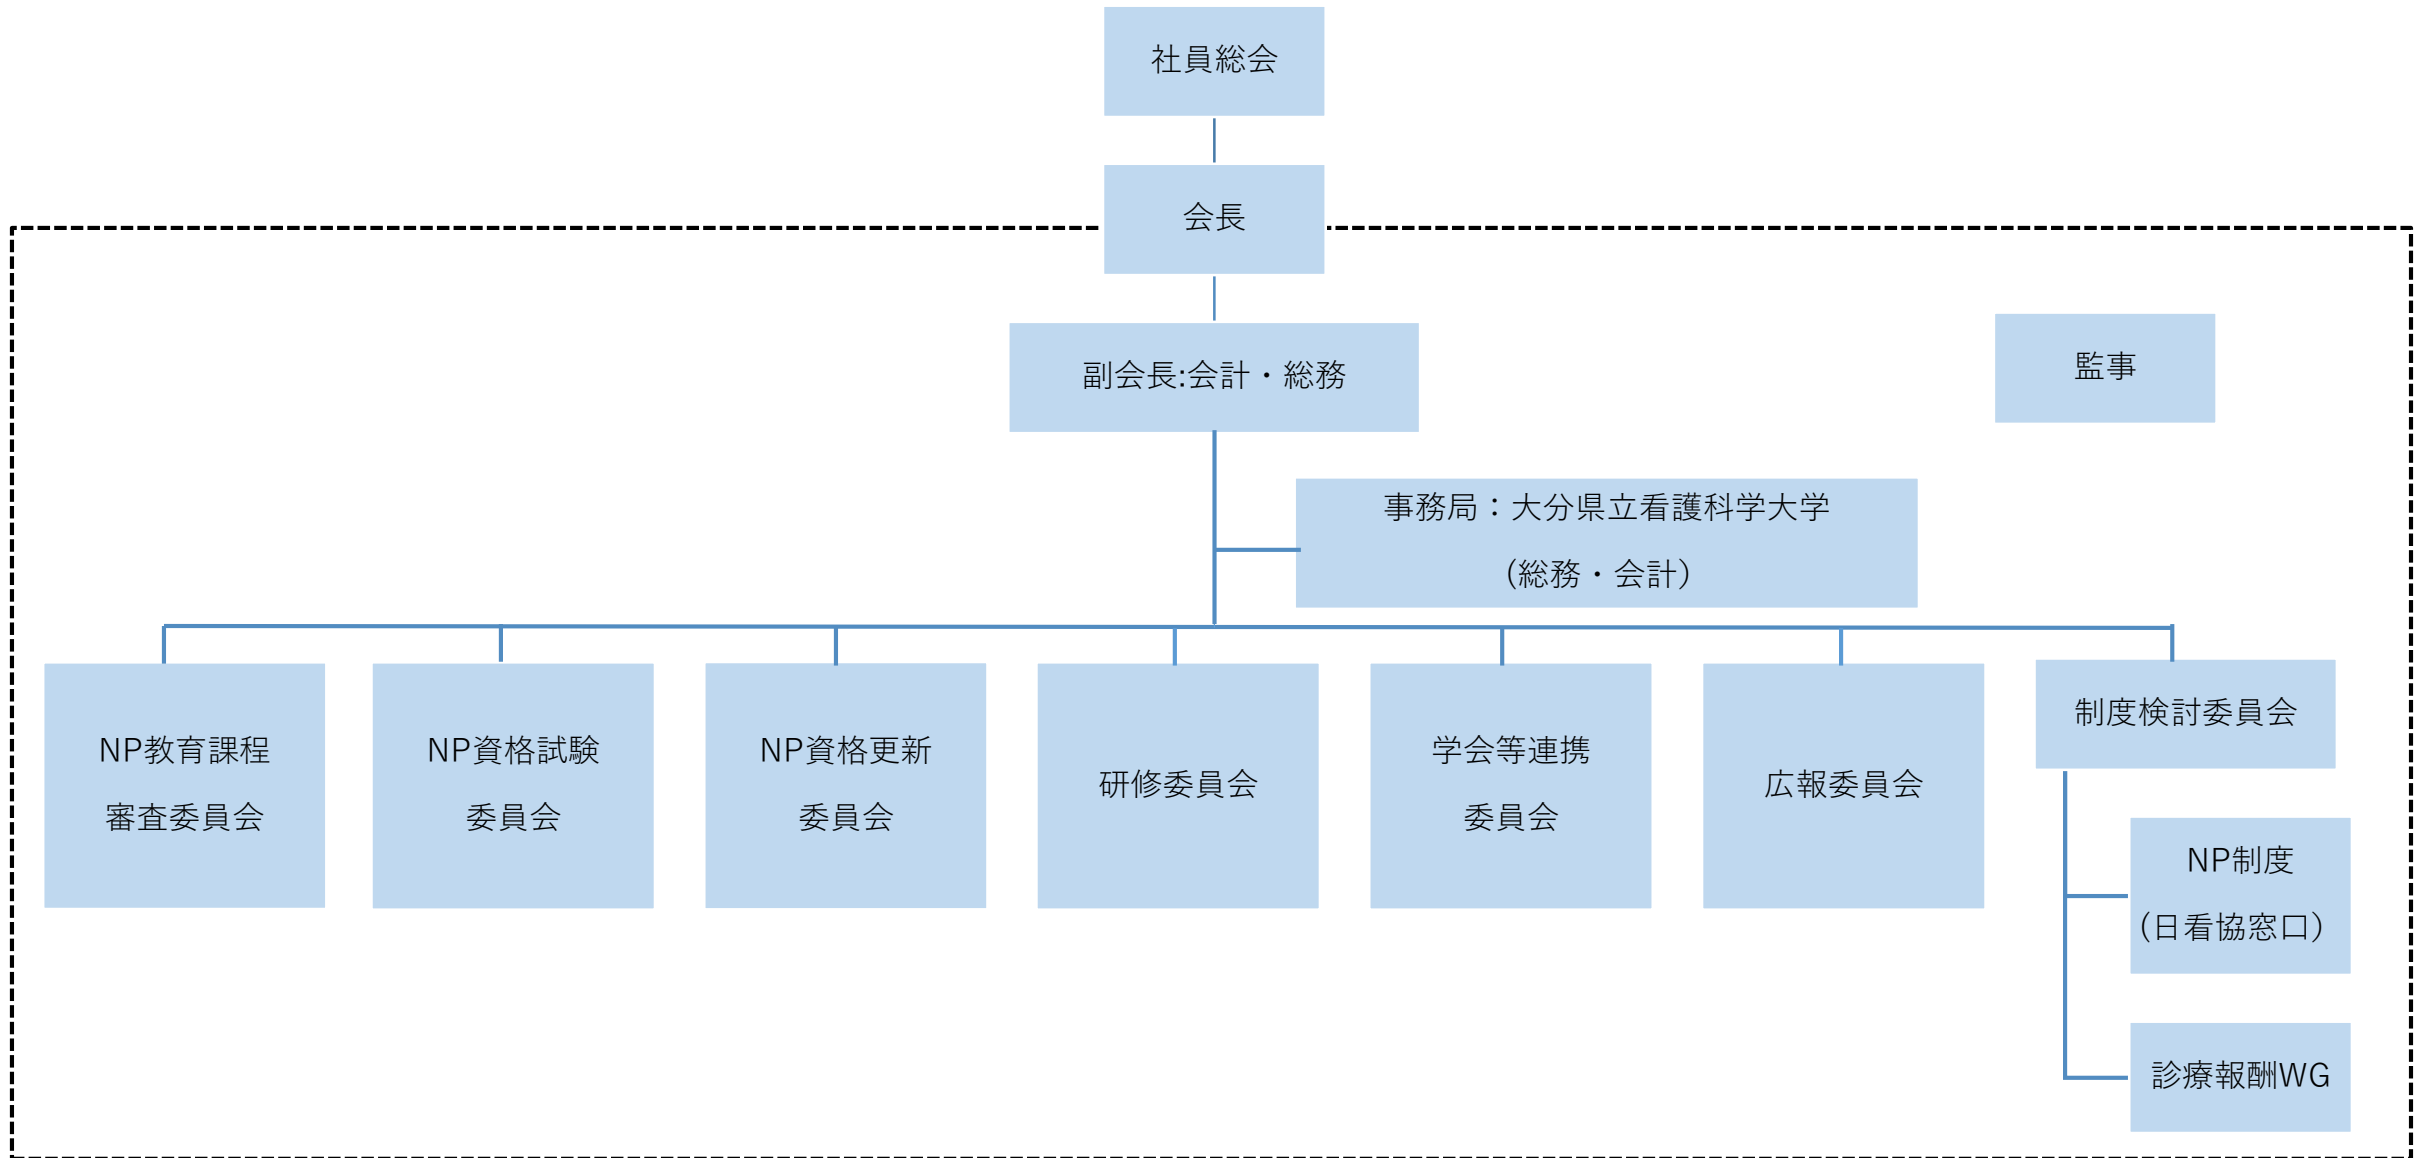 社員総会
会長
副会長:会計・総務
監事
事務局：大分県立看護科学大学
(総務・会計)
NP教育課程
審査委員会
NP資格試験
委員会
NP資格更新
委員会
研修委員会
学会等連携
委員会
広報委員会
制度検討委員会
NP制度
(日看協窓口)
診療報酬WG